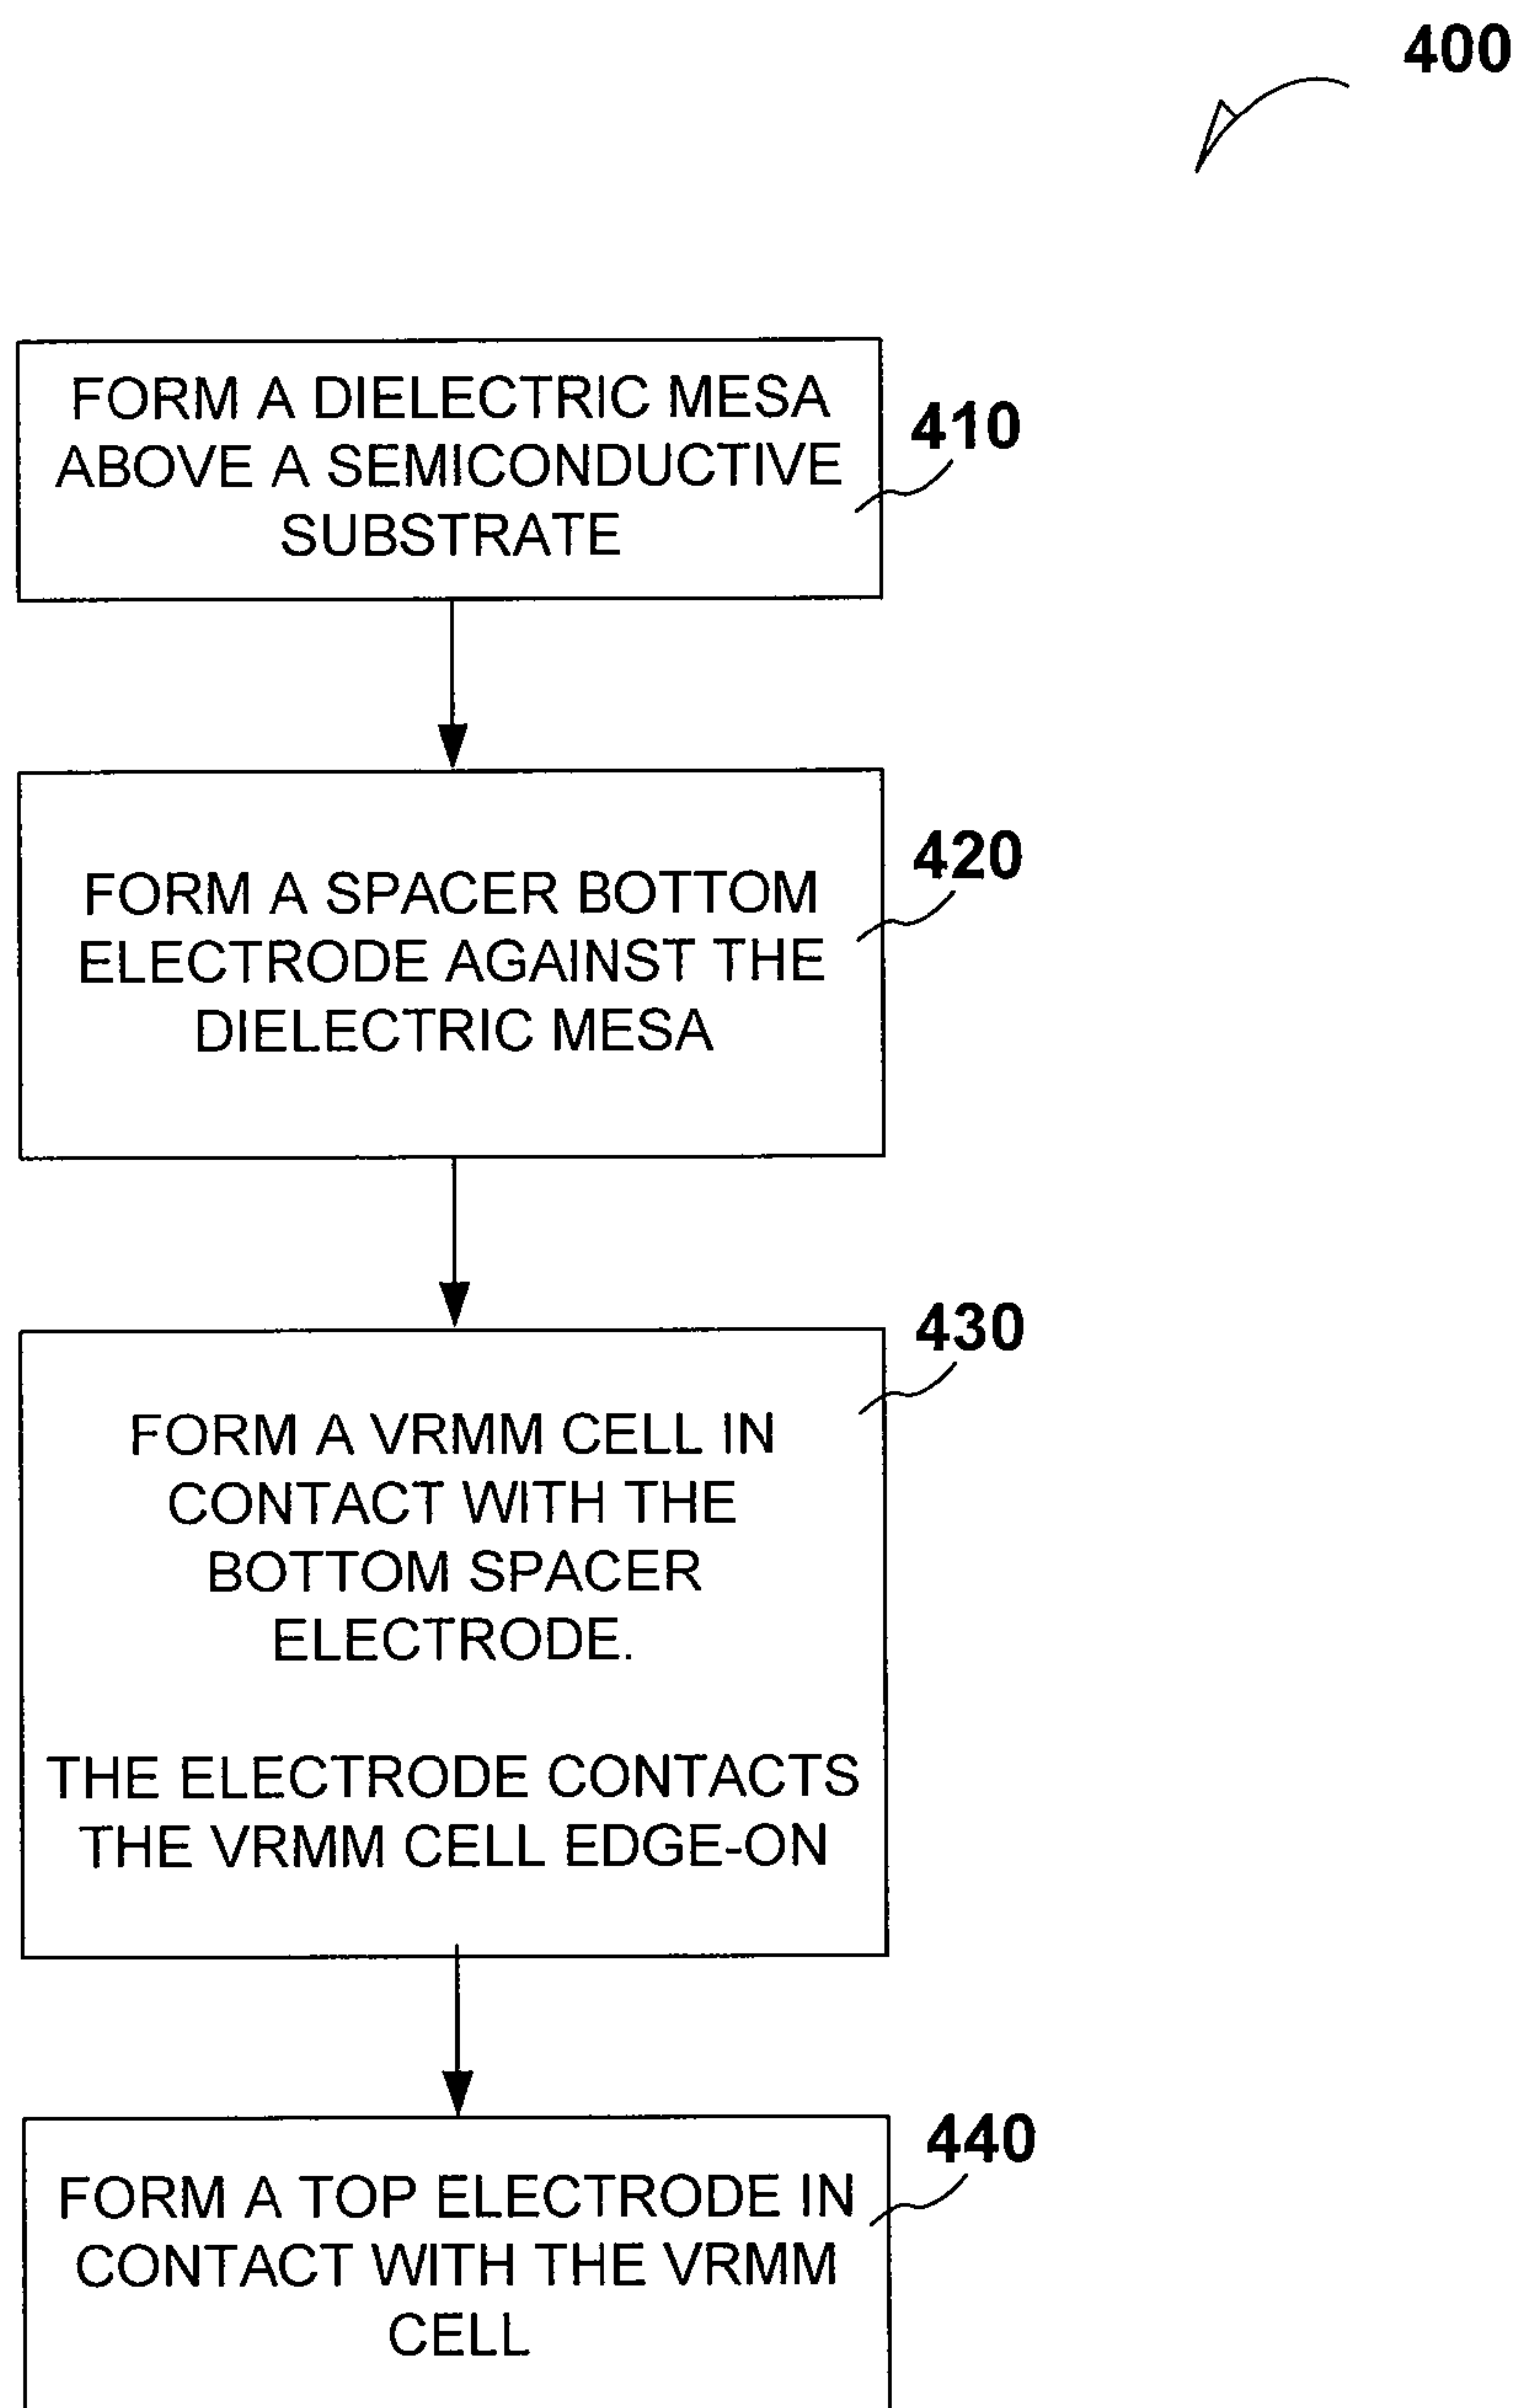 400
FORM A DIELECTRIC MESA
ABOVE A SEMICONDUCTIVE
SUBSTRATE
410
FORM A SPACER BOTTOM
ELECTRODE AGAINST THE
DIELECTRIC MESA
420
FORM A VRMM CELL IN
CONTACT WITH THE
BOTTOM SPACER
ELECTRODE.
THE ELECTRODE CONTACTS
THE VRMM CELL EDGE-ON
430
FORM A TOP ELECTRODE IN
CONTACT WITH THE VRMM
CELL
440